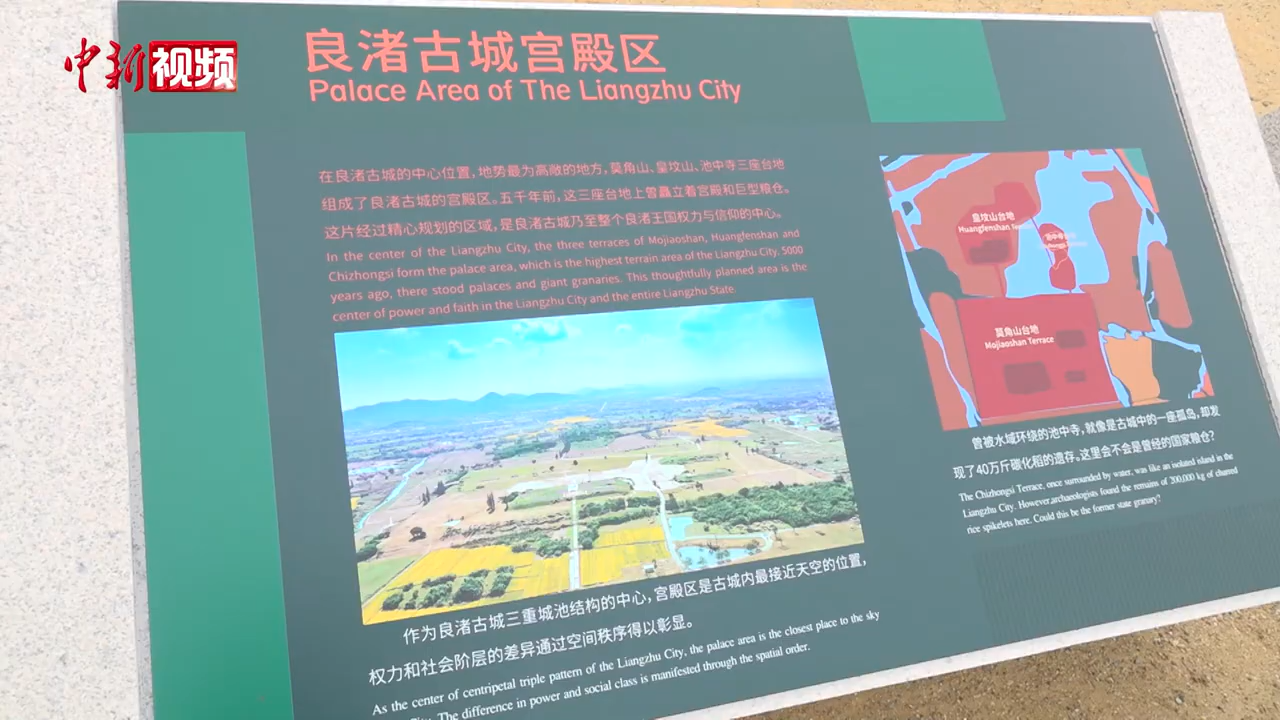 中新视频
良渚古城宫殿区
Palace Area of The Liangzhu City
在良渚古城的中心位置，地势最为高敞的地方，莫角山、皇坟山、池中寺三座台地
组成了良渚古城的宫殿区。五千年前，这三座台地上曾矗立着宫殿和巨型粮仓。
这片经过精心规划的区域，是良渚古城乃至整个良渚王国权力与信仰的中心。
In the center of the Liangzhu City, the three terraces of Mojiaoshan, Huangfenshan and
Chizhongsi form the palace area, which is the highest terrain area of the Liangzhu City. 5000
years ago, there stood palaces and giant granaries. This thoughtfully planned area is the
center of power and faith in the Liangzhu City and the entire Liangzhu State.
作为良渚古城三重城池结构的中心，宫殿区是古城内最接近天空的位置，
权力和社会阶层的差异通过空间秩序得以彰显。
As the center of centripetal triple pattern of the Liangzhu City, the palace area is the closest place to the sky
The difference in power and social class is manifested through the spatial order.
皇坟山台地
Huangfenshan Terrace
莫角山台地
Mojiaoshan Terrace
曾被水域环绕的池中寺，就像是古城中的一座孤岛，却发
现了40万斤碳化稻的遗存。这里会不会是曾经的国家粮仓？
The Chizhongsi Terrace, once surrounded by water, was like an isolated island in the
Liangzhu City. However,archaeologists found the remains of 200,000 kg of charred
rice spikelets here. Could this be the former state granary?